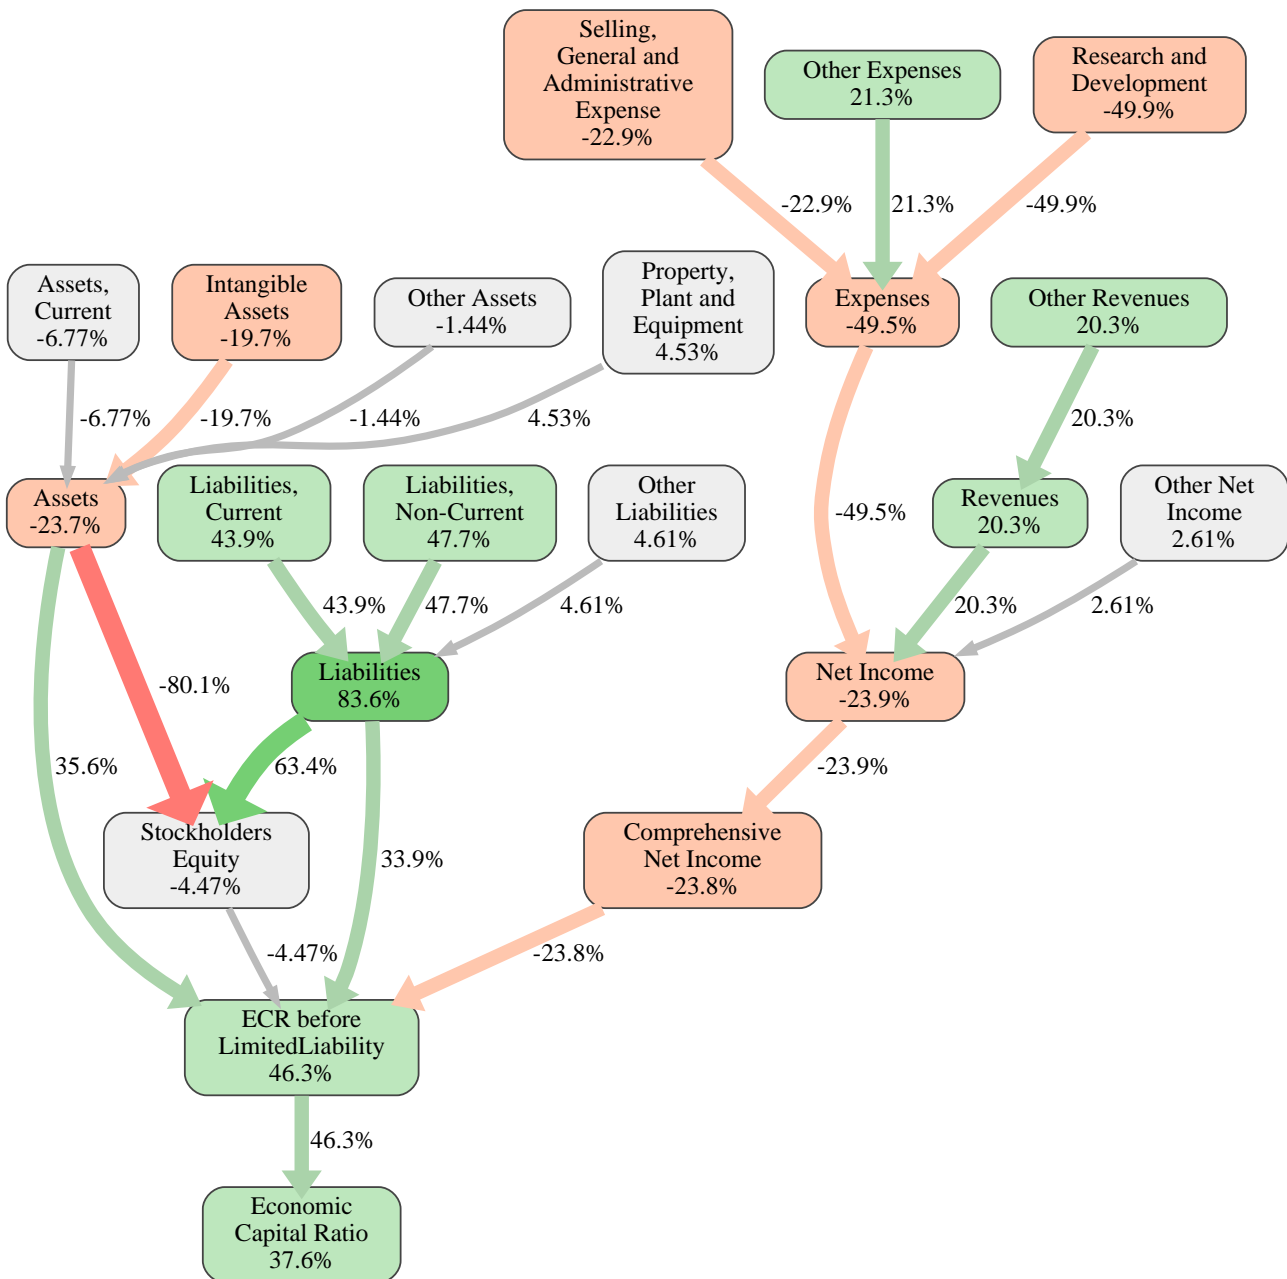 Selling,
General and
Administrative
Expense
-22.9%
Other Expenses
21.3%
Research and
Development
-49.9%
-22.9%
21.3%
-49.9%
Assets,
Current
-6.77%
Intangible
Assets
-19.7%
Other Assets
-1.44%
Property,
Plant and
Equipment
4.53%
Expenses
-49.5%
Other Revenues
20.3%
-6.77%
-19.7%
-1.44%
4.53%
20.3%
Assets
-23.7%
Liabilities,
Current
43.9%
Liabilities,
Non-Current
47.7%
Other
Liabilities
4.61%
-49.5%
Revenues
20.3%
Other Net
Income
2.61%
43.9%
47.7%
4.61%
20.3%
2.61%
Liabilities
83.6%
Net Income
-23.9%
-80.1%
35.6%
63.4%
-23.9%
Stockholders
Equity
-4.47%
33.9%
Comprehensive
Net Income
-23.8%
-4.47%
-23.8%
ECR before
LimitedLiability
46.3%
46.3%
Economic
Capital Ratio
37.6%